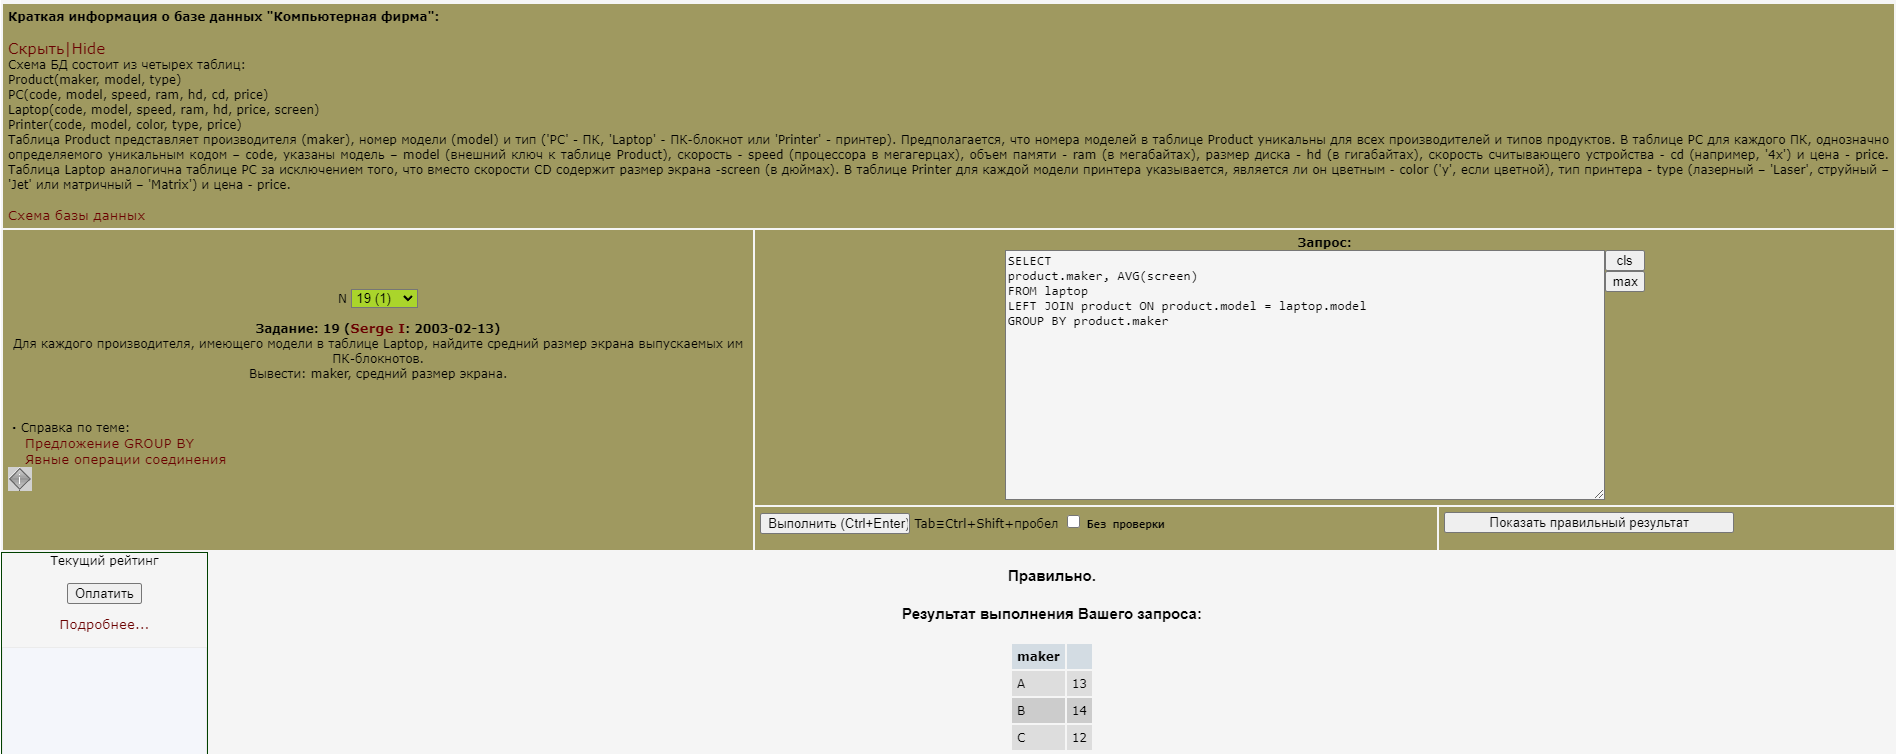 Краткая информация о базе данных "Компьютерная фирма":
Скрыть|Hide
Схема БД состоит из четырех таблиц:
Product(maker, model, type)
PC(code, model, speed, ram, hd, cd, price)
Laptop(code, model, speed, ram, hd, price, screen)
Printer(code, model, color, type, price)
Таблица Product представляет производителя (maker), номер модели (model) и тип ('PC' - ПК, 'Laptop' - ПК-блокнот или 'Printer' - принтер). Предполагается, что номера моделей в таблице Product уникальны для всех производителей и типов продуктов. В таблице PC для каждого ПК, однозначно
определяемого уникальным кодом – code, указаны модель – model (внешний ключ к таблице Product), скорость - speed (процессора в мегагерцах), объем памяти - ram (в мегабайтах), размер диска - hd (в гигабайтах), скорость считывающего устройства - cd (например, '4x') и цена - price.
Таблица Laptop аналогична таблице РС за исключением того, что вместо скорости CD содержит размер экрана -screen (в дюймах). В таблице Printer для каждой модели принтера указывается, является ли он цветным - color ('y', если цветной), тип принтера - type (лазерный – 'Laser', струйный –
'Jet' или матричный – 'Matrix') и цена - price.
Схема базы данных
N 19 (1)
Задание: 19 (Serge I: 2003-02-13)
Для каждого производителя, имеющего модели в таблице Laptop, найдите средний размер экрана выпускаемых им
ПК-блокнотов.
Вывести: maker, средний размер экрана.
· Справка по теме:
Предложение GROUP BY
Явные операции соединения
Запрос:
SELECT
product.maker, AVG(screen)
FROM laptop
LEFT JOIN product ON product.model = laptop.model
GROUP BY product.maker
cls
max
Выполнить (Ctrl+Enter) Tab≡Ctrl+Shift+пробел Без проверки
Показать правильный результат
Текущий рейтинг
Оплатить
Подробнее...
Правильно.
Результат выполнения Вашего запроса:
maker
A 13
B 14
C 12